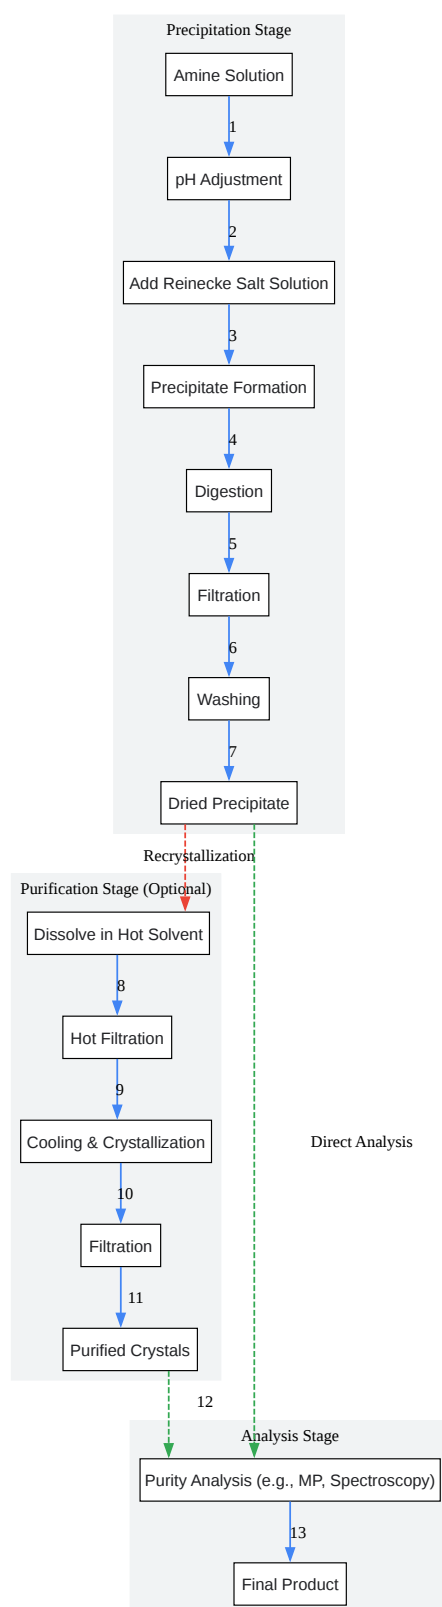 Precipitation Stage
Amine Solution
1
pH Adjustment
2
Add Reinecke Salt Solution
3
Precipitate Formation
4
Digestion
5
Filtration
6
Washing
7
Dried Precipitate
Recrystallization
Purification Stage (Optional)
Dissolve in Hot Solvent
8
Hot Filtration
9
Cooling & Crystallization
Direct Analysis
10
Filtration
11
Purified Crystals
12
Analysis Stage
Purity Analysis (e.g., MP, Spectroscopy)
13
Final Product